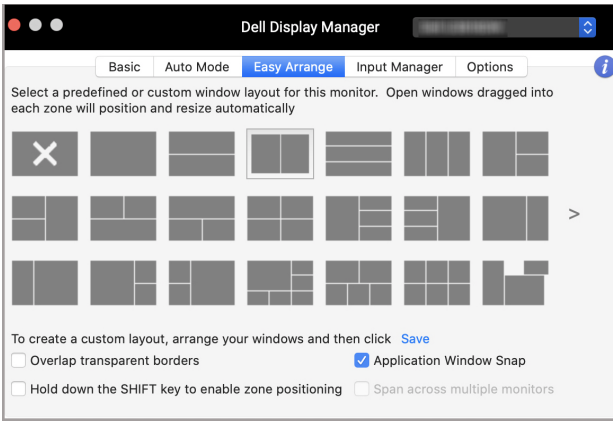 Dell Display Manager
Basic Auto Mode Easy Arrange Input Manager Options
Select a predefined or custom window layout for this monitor. Open windows dragged into
each zone will position and resize automatically
>
To create a custom layout, arrange your windows and then click Save
Overlap transparent borders Application Window Snap
Hold down the SHIFT key to enable zone positioning Span across multiple monitors